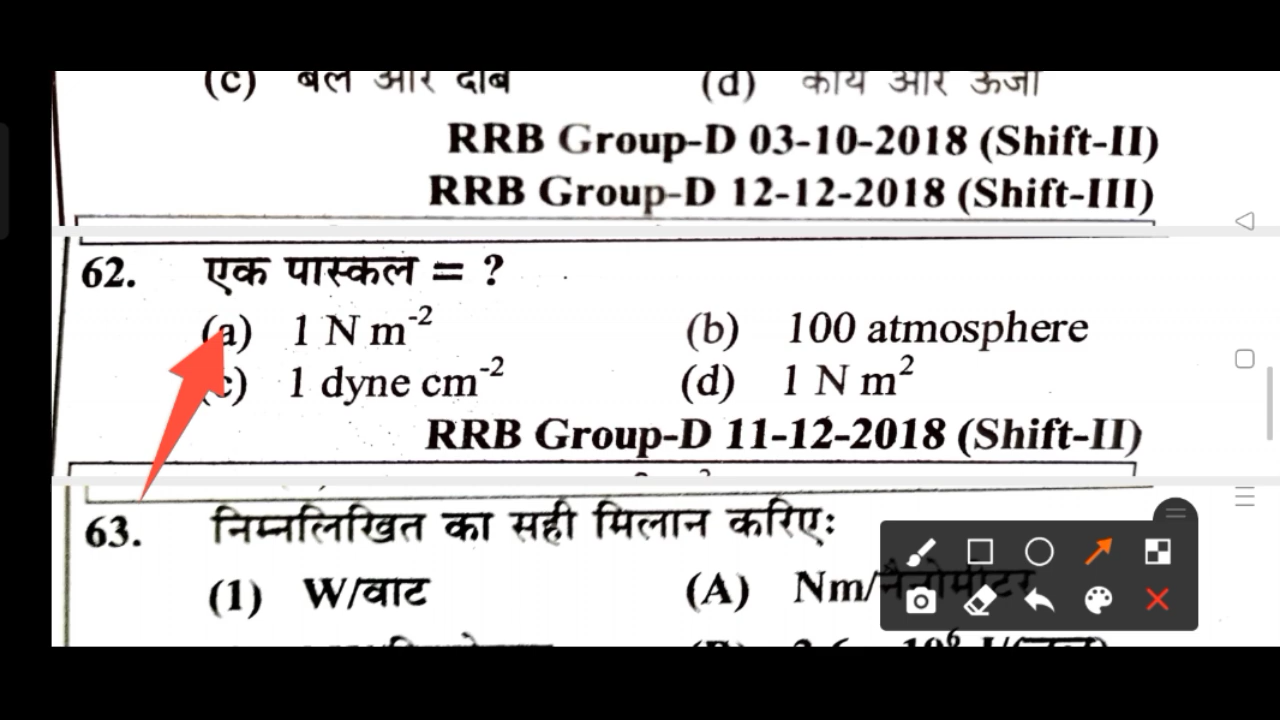 (c) बल और दाब (d) कार्य और ऊर्जा
RRB Group-D 03-10-2018 (Shift-II)
RRB Group-D 12-12-2018 (Shift-III)
62. एक पास्कल = ?
(a) 1 N m⁻² (b) 100 atmosphere
(c) 1 dyne cm⁻² (d) 1 N m²
RRB Group-D 11-12-2018 (Shift-II)
63. निम्नलिखित का सही मिलान करिए:
(1) W/वाट (A) Nm/नैनोमीटर